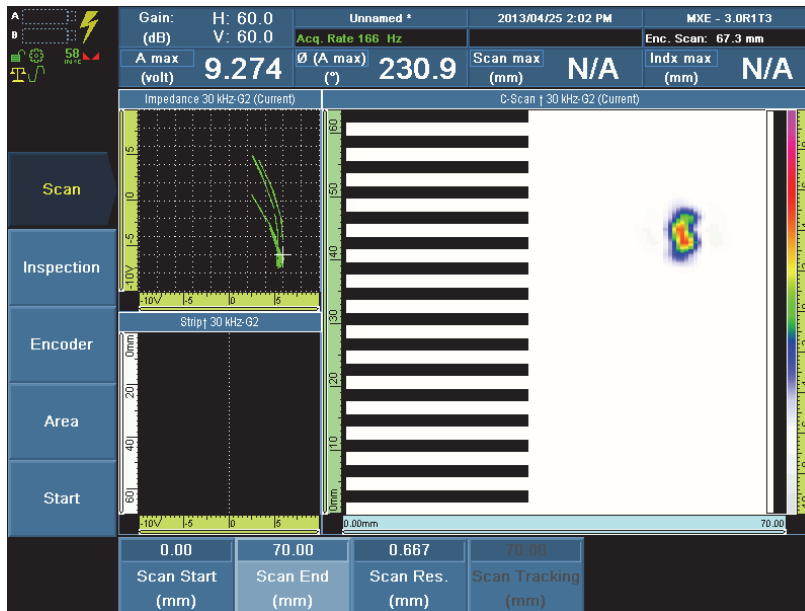 A
B
58
IN °C
Gain: H: 60.0
(dB) V: 60.0
Unnamed *
2013/04/25 2:02 PM
MXE - 3.0R1T3
Acq. Rate 166 Hz
Enc. Scan: 67.3 mm
A max
(volt)
9.274
Ø (A max)
(°)
230.9
Scan max
(mm)
N/A
Indx max
(mm)
N/A
Impedance 30 kHz-G2 (Current)
C-Scan † 30 kHz-G2 (Current)
Scan
Inspection
Encoder
Area
Start
5
0
-5
-10V
-10V -5 0 5
Strip† 30 kHz-G2
0mm
20
40
60
-10V -5 0 5
60
50
40
30
20
10
0mm
0.00mm
70.00
0.00
Scan Start
(mm)
70.00
Scan End
(mm)
0.667
Scan Res.
(mm)
70.00
Scan Tracking
(mm)